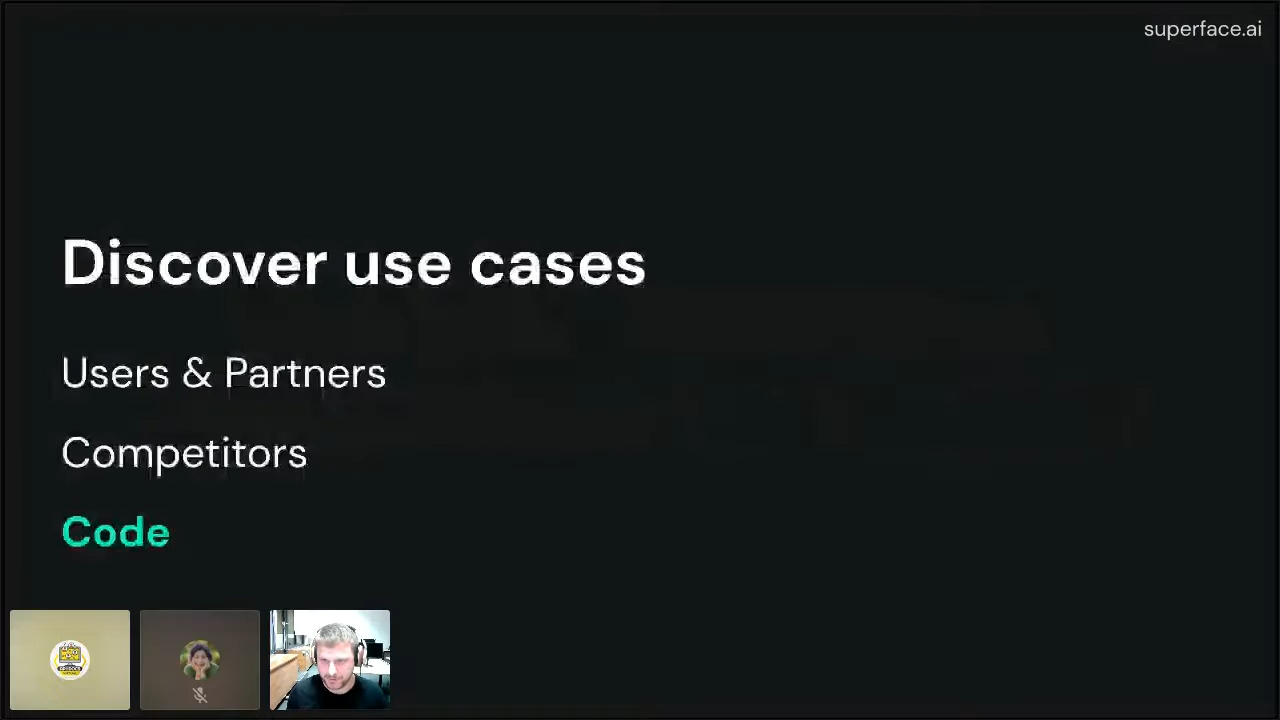 superface.ai
Discover use cases
Users & Partners
Competitors
Code